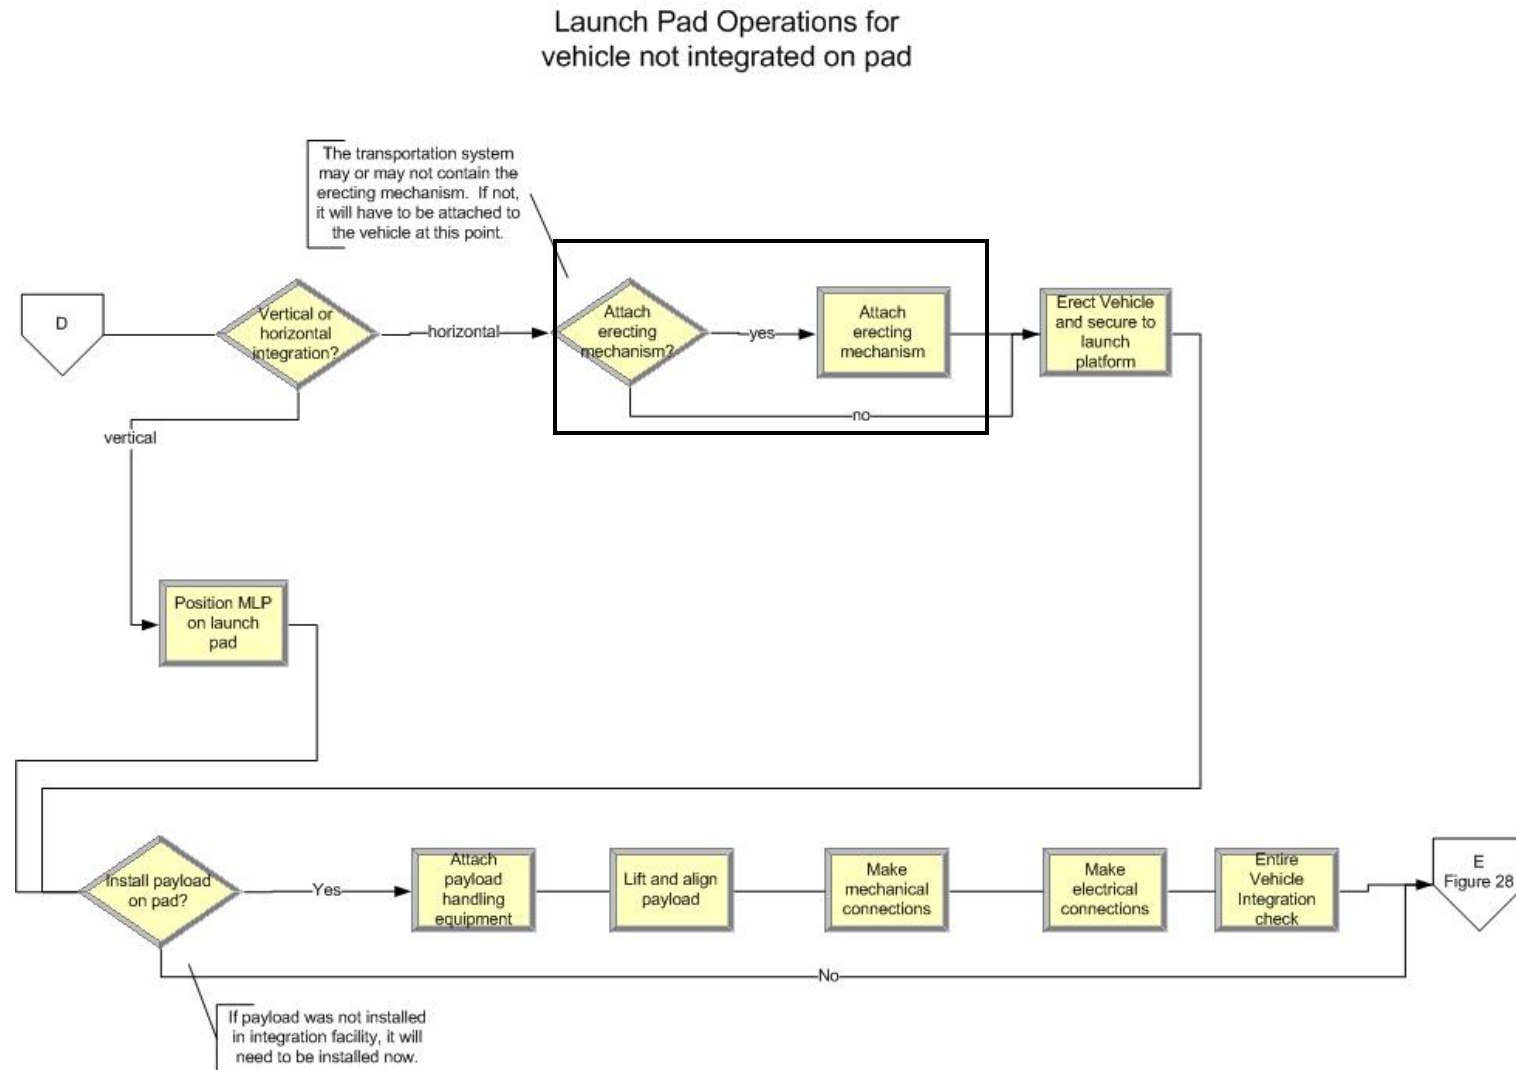 Launch Pad Operations for
vehicle not integrated on pad
The transportation system
may or may not contain the
erecting mechanism. If not,
it will have to be attached to
the vehicle at this point.
D
Vertical or
horizontal
integration?
horizontal
Attach
erecting
mechanism?
yes
Attach
erecting
mechanism
Erect Vehicle
and secure to
launch
platform
no
vertical
Position MLP
on launch
pad
Install payload
on pad?
Yes
Attach
payload
handling
equipment
Lift and align
payload
Make
mechanical
connections
Make
electrical
connections
Entire
Vehicle
Integration
check
E
Figure 28
No
If payload was not installed
in integration facility, it will
need to be installed now.